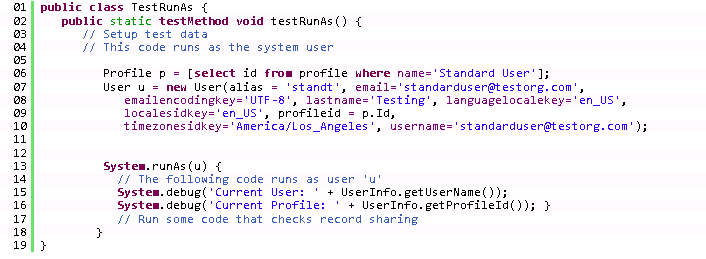 01 public class TestRunAs {
02    public static testMethod void testRunAs() {
03       // Setup test data
04       // This code runs as the system user
05
06          Profile p = [select id from profile where name='Standard User'];
07          User u = new User(alias = 'standt', email='standarduser@testorg.com',
08             emailencodingkey='UTF-8', lastname='Testing', languagelocalekey='en_US',
09             localesidkey='en_US', profileid = p.Id,
10             timezonesidkey='America/Los_Angeles', username='standarduser@testorg.com');
11
12
13          System.runAs(u) {
14            // The following code runs as user 'u'
15            System.debug('Current User: ' + UserInfo.getUserName());
16            System.debug('Current Profile: ' + UserInfo.getProfileId()); }
17            // Run some code that checks record sharing
18         }
19 }